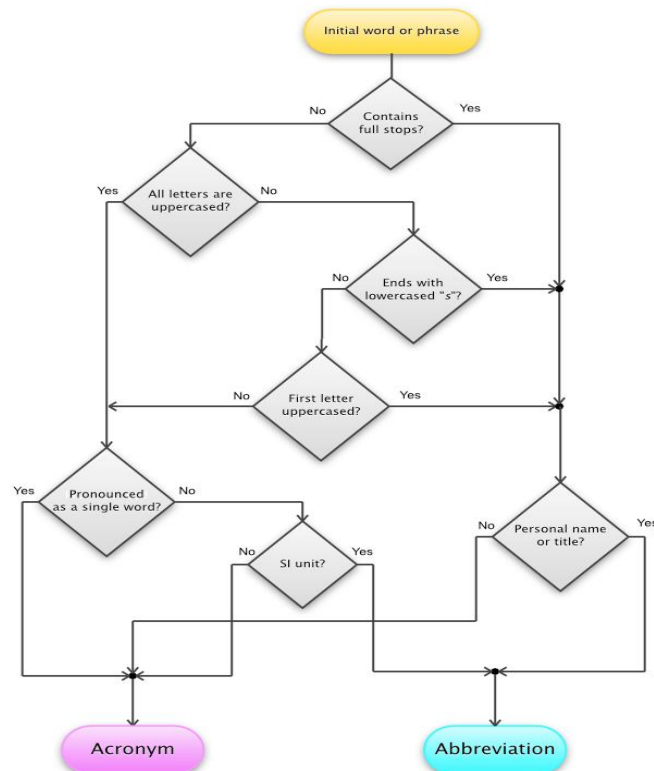 Initial word or phrase
Contains
full stops?
No
Yes
All letters are
uppercased?
Yes
No
Ends with
lowercased "s"?
No
Yes
First letter
uppercased?
No
Yes
Pronounced
as a single word?
Yes
No
Personal name
or title?
No
Yes
SI unit?
No
Yes
Acronym
Abbreviation